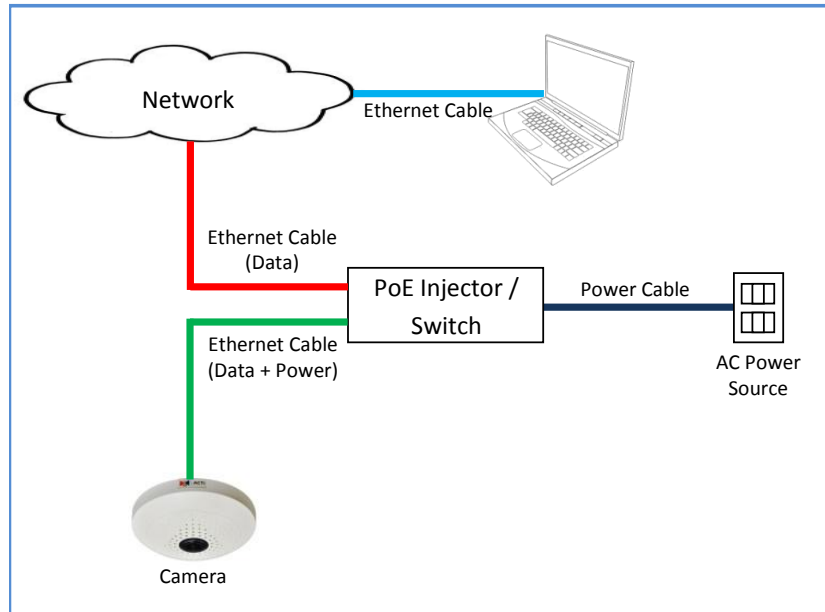 Network
Ethernet Cable
Ethernet Cable
(Data)
PoE Injector /
Switch
Power Cable
Ethernet Cable
(Data + Power)
AC Power
Source
Camera